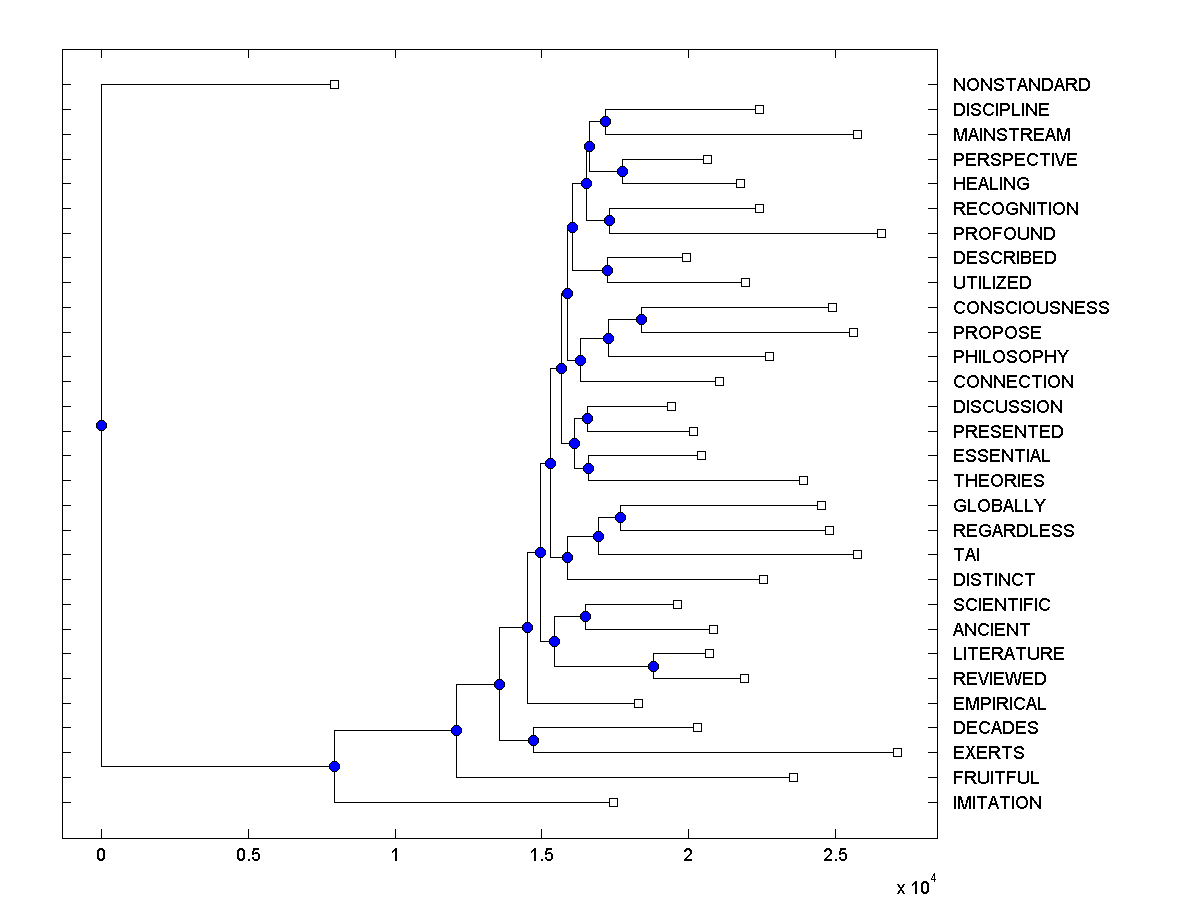 NONSTANDARD
DISCIPLINE
MAINSTREAM
PERSPECTIVE
HEALING
RECOGNITION
PROFOUND
DESCRIBED
UTILIZED
CONSCIOUSNESS
PROPOSE
PHILOSOPHY
CONNECTION
DISCUSSION
PRESENTED
ESSENTIAL
THEORIES
GLOBALLY
REGARDLESS
TAI
DISTINCT
SCIENTIFIC
ANCIENT
LITERATURE
REVIEWED
EMPIRICAL
DECADES
EXERTS
FRUITFUL
IMITATION
0 0.5 1 1.5 2 2.5
x 10^4